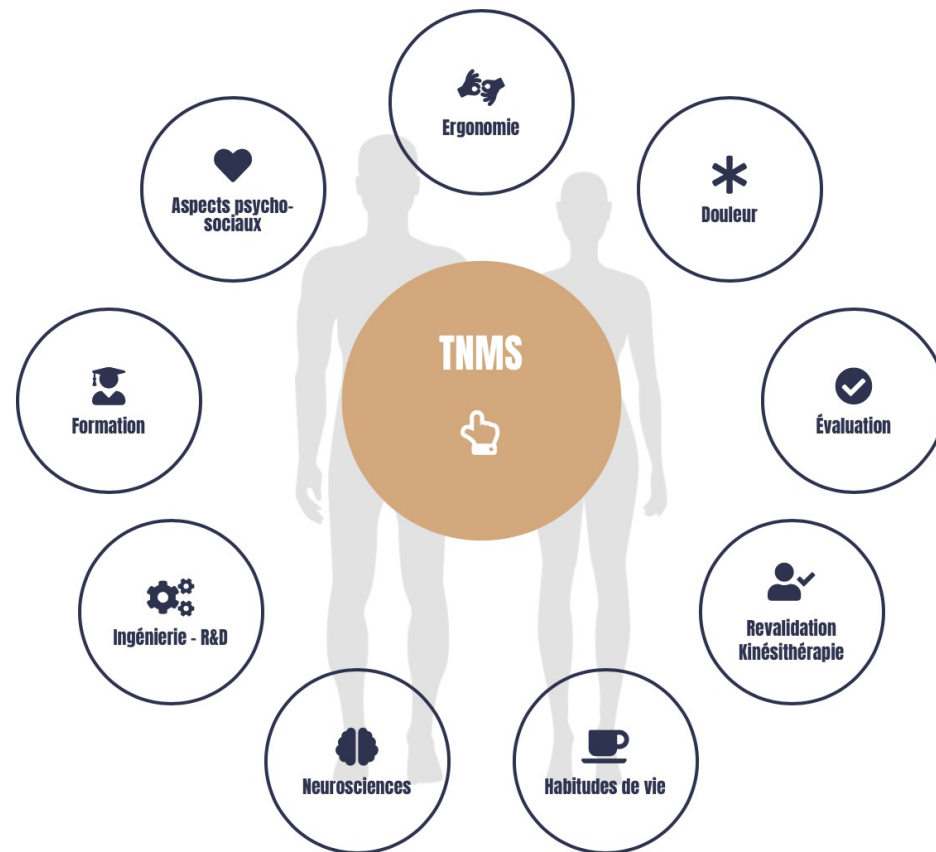 Ergonomie
Aspects psycho-
sociaux
Douleur
TNMS
Formation
Évaluation
Ingénierie - R&D
Revalidation
Kinésithérapie
Neurosciences
Habitudes de vie